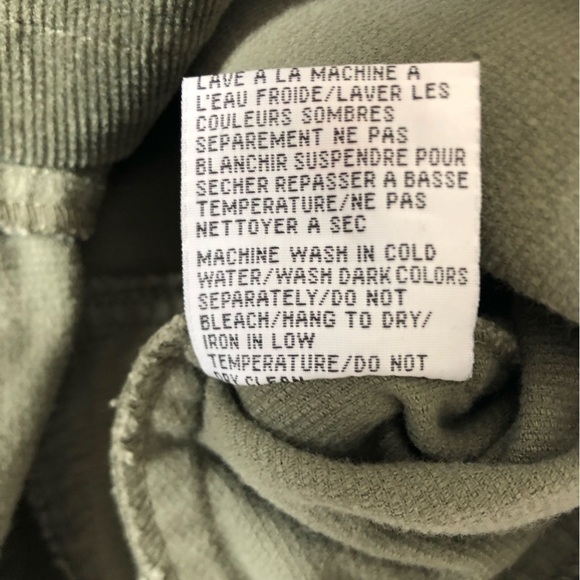 LAVE A LA MACHINE A
L'EAU FROIDE/LAVER LES
COULEURS SOMBRES
SEPAREMENT NE PAS
BLANCHIR SUSPENDRE POUR
SECHER REPASSER A BASSE
TEMPERATURE/NE PAS
NETTOYER A SEC
MACHINE WASH IN COLD
WATER/WASH DARK COLORS
SEPARATELY/DO NOT
BLEACH/HANG TO DRY/
IRON IN LOW
TEMPERATURE/DO NOT
DRY CLEAN